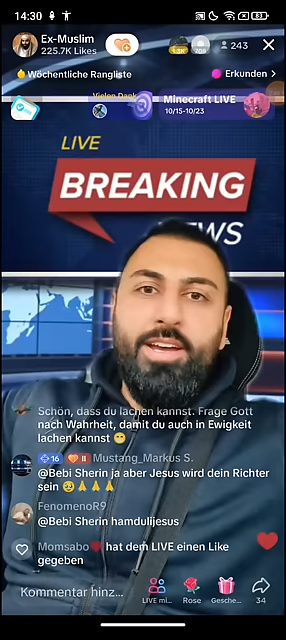 14:30
83
Ex-Muslim
225.7K Likes
243
Wöchentliche Rangliste
Erkunden >
Vielen Dank
Minecraft LIVE
10/15-10/23
LIVE
BREAKING
NEWS
Schön, dass du lachen kannst. Frage Gott
nach Wahrheit, damit du auch in Ewigkeit
lachen kannst 😁
16 II Mustang_Markus S.
@Bebi Sherin ja aber Jesus wird dein Richter
sein 🥹🙏🙏🙏
FenomenoR9
@Bebi Sherin hamdulijesus
Momsabo❤️ hat dem LIVE einen Like
gegeben
Kommentar hinz...
LIVE mi...
Rose
Gesche...
34